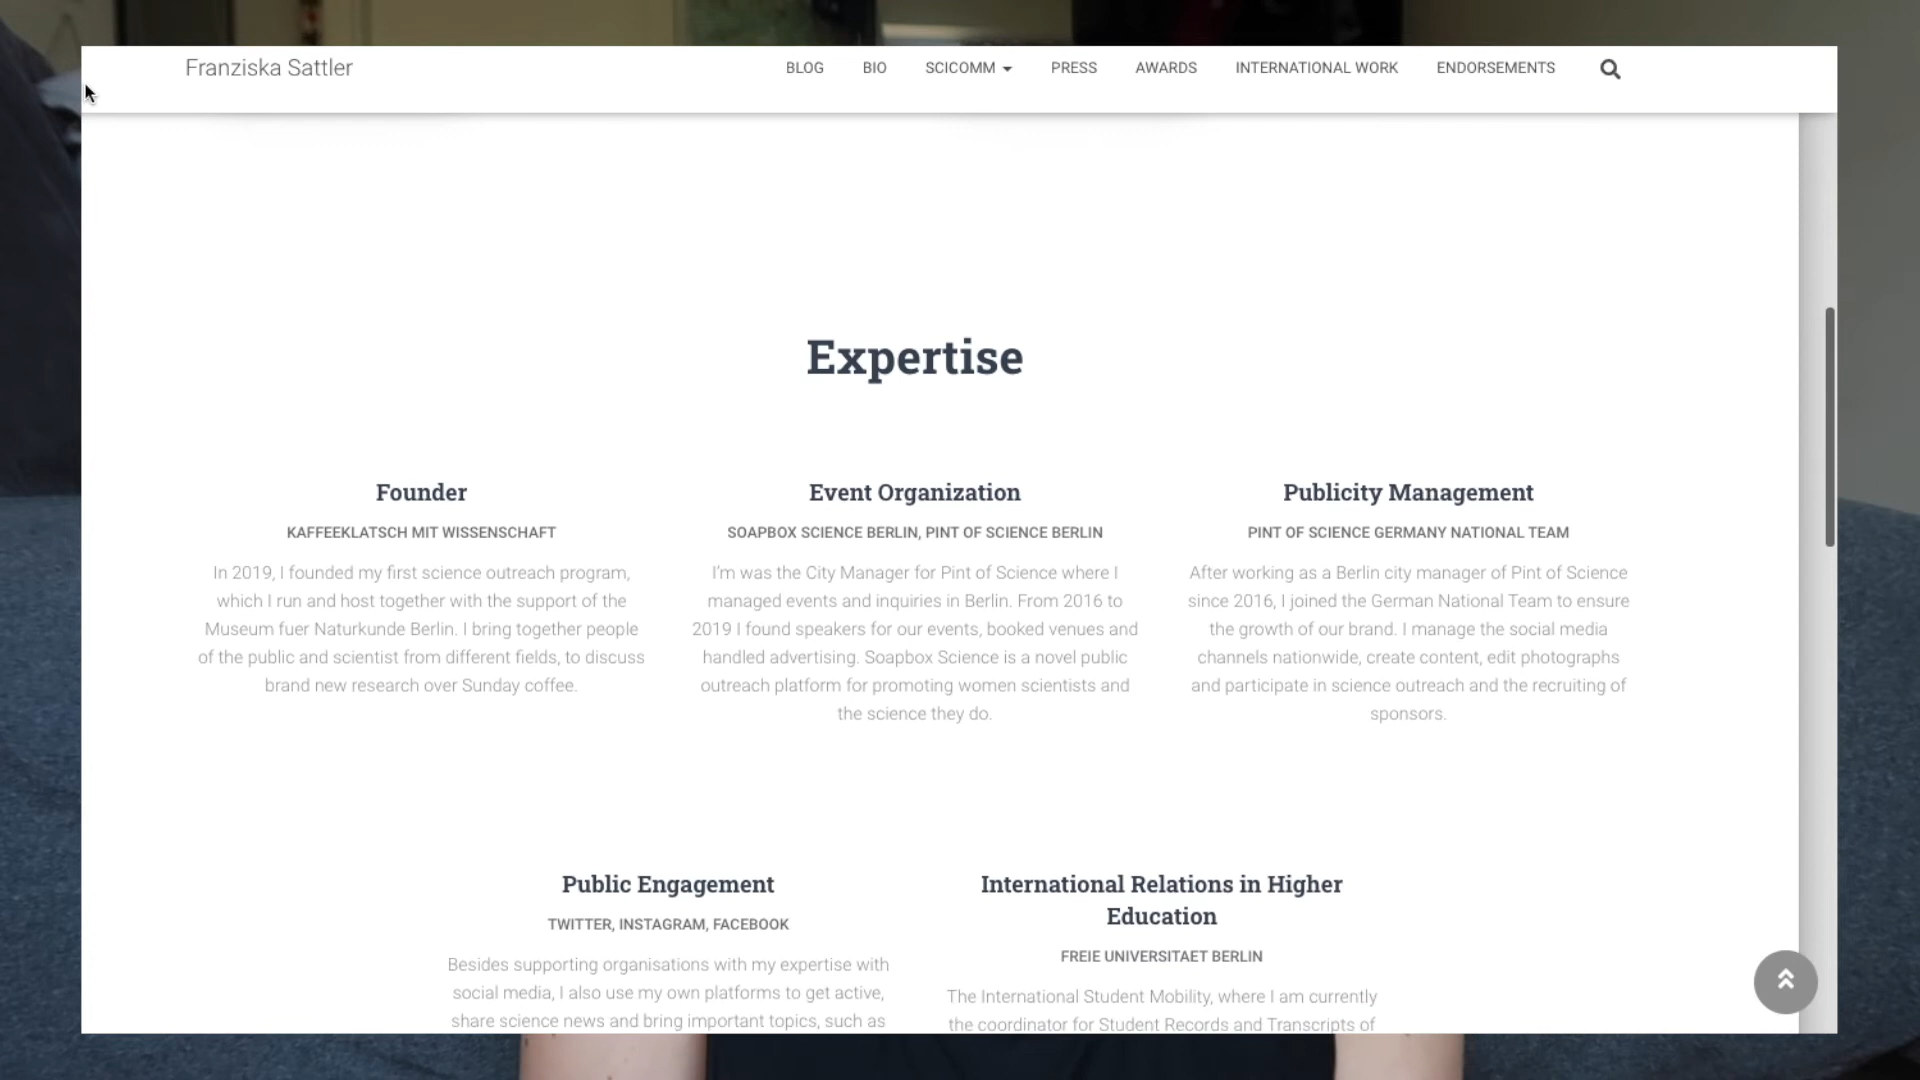 Franziska Sattler
BLOG BIO SCICOMM PRESS AWARDS INTERNATIONAL WORK ENDORSEMENTS
Expertise
Founder
KAFFEEKLATSCH MIT WISSENSCHAFT
In 2019, I founded my first science outreach program,
which I run and host together with the support of the
Museum fuer Naturkunde Berlin. I bring together people
of the public and scientist from different fields, to discuss
brand new research over Sunday coffee.
Event Organization
SOAPBOX SCIENCE BERLIN, PINT OF SCIENCE BERLIN
I’m was the City Manager for Pint of Science where I
managed events and inquiries in Berlin. From 2016 to
2019 I found speakers for our events, booked venues and
handled advertising. Soapbox Science is a novel public
outreach platform for promoting women scientists and
the science they do.
Publicity Management
PINT OF SCIENCE GERMANY NATIONAL TEAM
After working as a Berlin city manager of Pint of Science
since 2016, I joined the German National Team to ensure
the growth of our brand. I manage the social media
channels nationwide, create content, edit photographs
and participate in science outreach and the recruiting of
sponsors.
Public Engagement
TWITTER, INSTAGRAM, FACEBOOK
Besides supporting organisations with my expertise with
social media, I also use my own platforms to get active,
share science news and bring important topics, such as
International Relations in Higher
Education
FREIE UNIVERSITAET BERLIN
The International Student Mobility, where I am currently
the coordinator for Student Records and Transcripts of